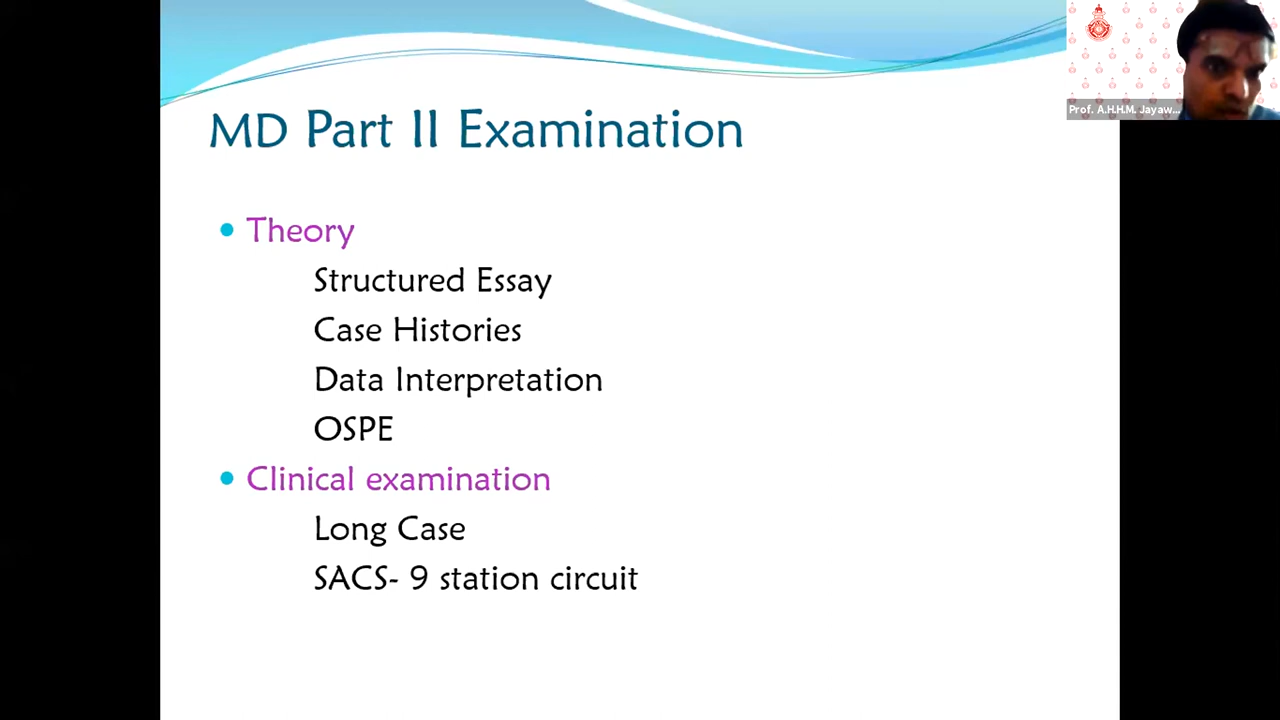 MD Part II Examination
Prof. A.H.H.M. Jayaw...
Theory
Structured Essay
Case Histories
Data Interpretation
OSPE
Clinical examination
Long Case
SACS- 9 station circuit